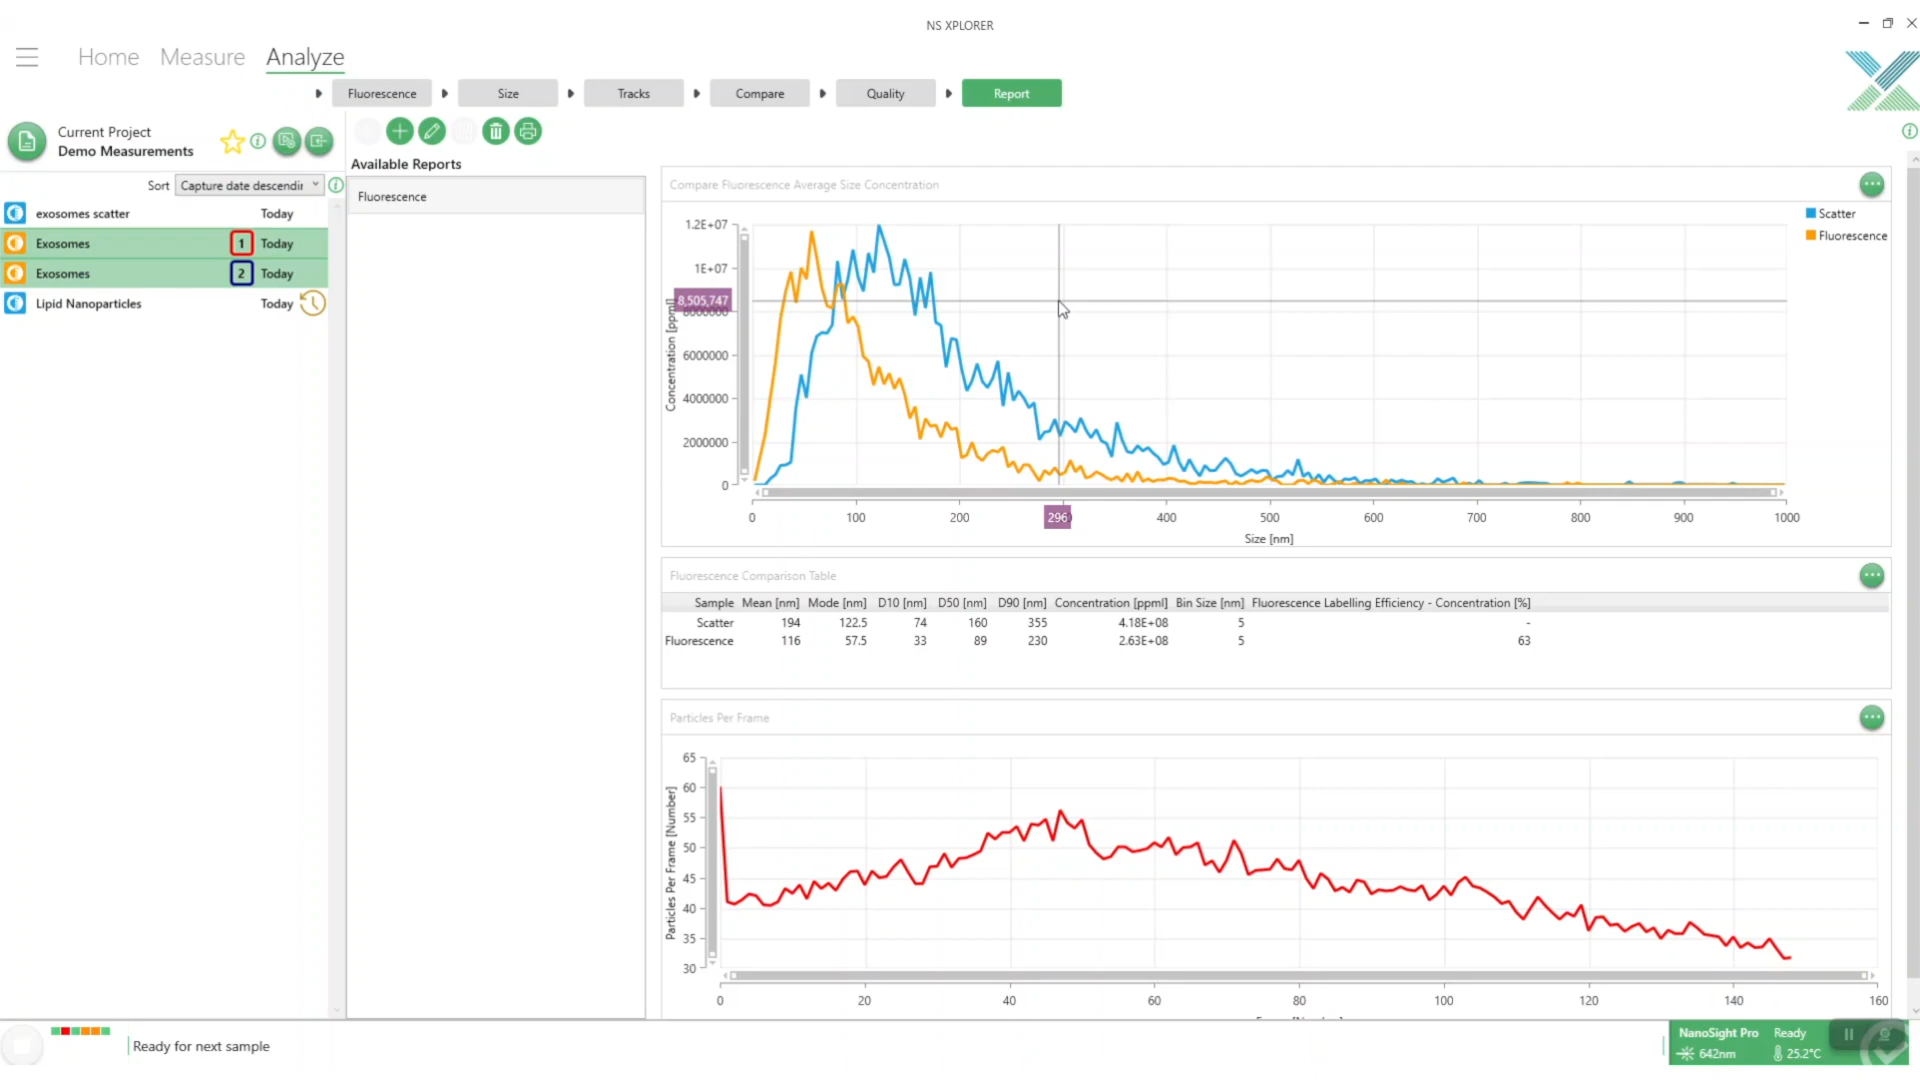 NS XPLORER
Home Measure Analyze
Fluorescence Size Tracks Compare Quality Report
Current Project
Demo Measurements
Sort Capture date descendir
exosomes scatter Today
Exosomes 1 Today
Exosomes 2 Today
Lipid Nanoparticles Today
Available Reports
Fluorescence
Compare Fluorescence Average Size Concentration
Scatter
Fluorescence
1.2E+07
1E+07
8,505,747
6000000
4000000
2000000
0
Concentration [ppml]
0 100 200 296 400 500 600 700 800 900 1000
Size [nm]
Fluorescence Comparison Table
Sample Mean [nm] Mode [nm] D10 [nm] D50 [nm] D90 [nm] Concentration [ppml] Bin Size [nm] Fluorescence Labelling Efficiency - Concentration [%]
Scatter 194 122.5 74 160 355 4.18E+08 5 -
Fluorescence 116 57.5 33 89 230 2.63E+08 5 63
Particles Per Frame
65
60
55
50
45
40
35
30
Particles Per Frame [Number]
0 20 40 60 80 100 120 140 160
Ready for next sample
NanoSight Pro Ready
642nm 25.2°C